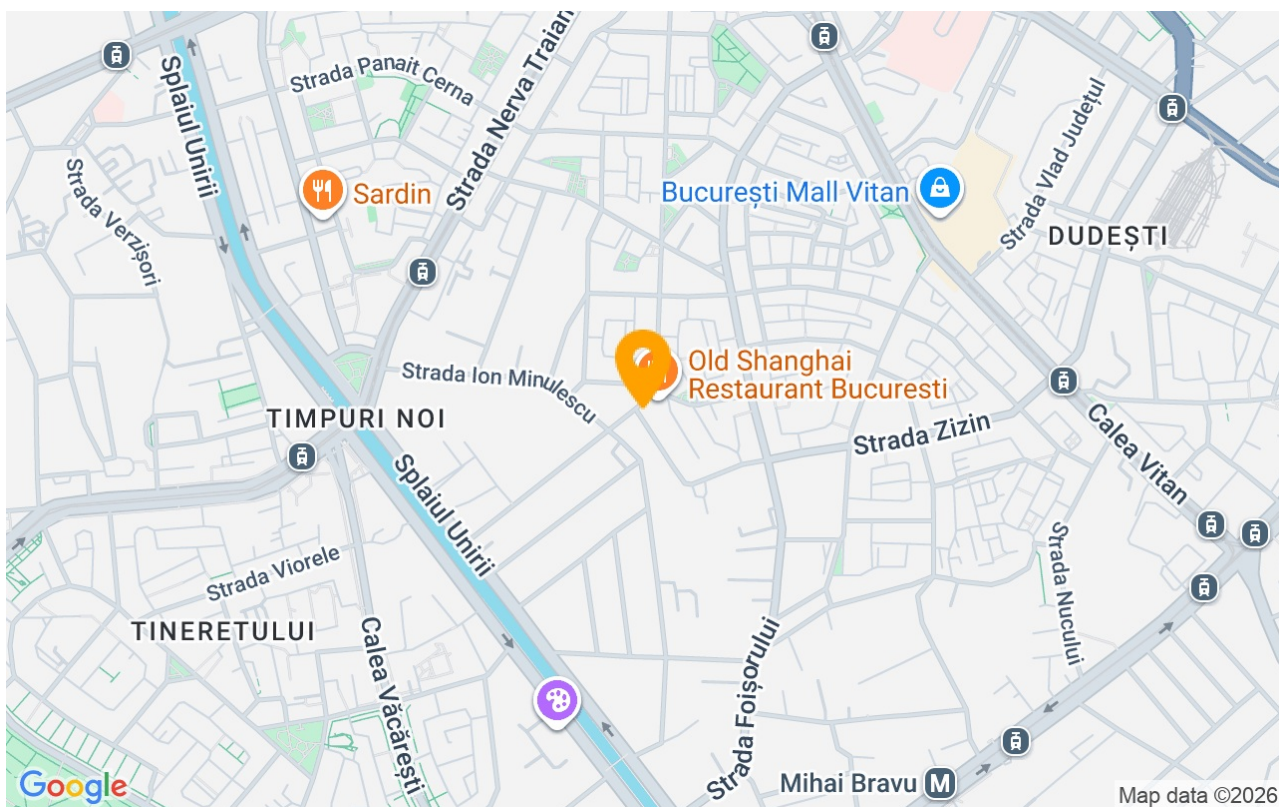 Splaiul Unirii
Strada Panait Cerna
Strada Nerva Traian
Strada Verzișori
Sardin
București Mall Vitan
Strada Vlad Județul
DUDEȘTI
Strada Ion Minulescu
Old Shanghai
Restaurant Bucuresti
TIMPURI NOI
Strada Zizin
Calea Vitan
Splaiul Unirii
Strada Viorele
Strada Nucului
TINERETULUI
Calea Văcărești
Strada Foișorului
Mihai Bravu M
Google
Map data ©2026